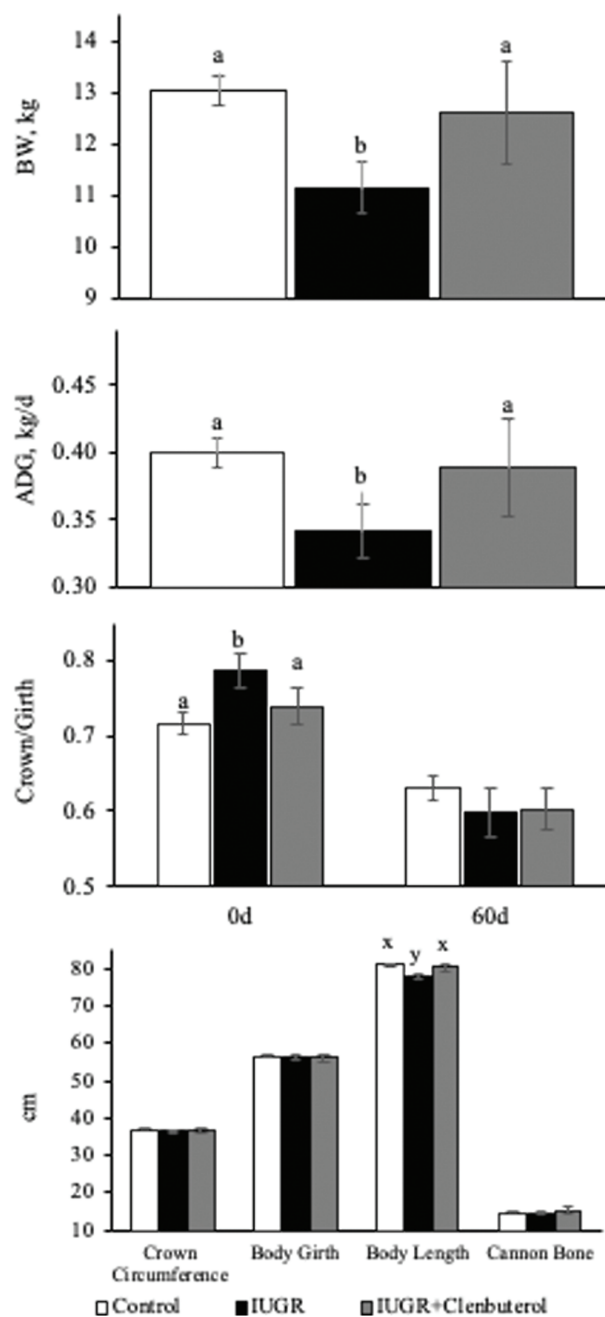 14
a
a
13
b
12
11
10
9
BW, kg
0.45
a
a
b
0.40
0.35
0.30
ADG, kg/d
0.8
b
a
a
0.7
0.6
0.5
Crown/Girth
0d 60d
x y x
80
70
60
50
40
30
20
10
cm
Crown Circumference
Body Girth
Body Length
Cannon Bone
Control IUGR IUGR+Clenbuterol